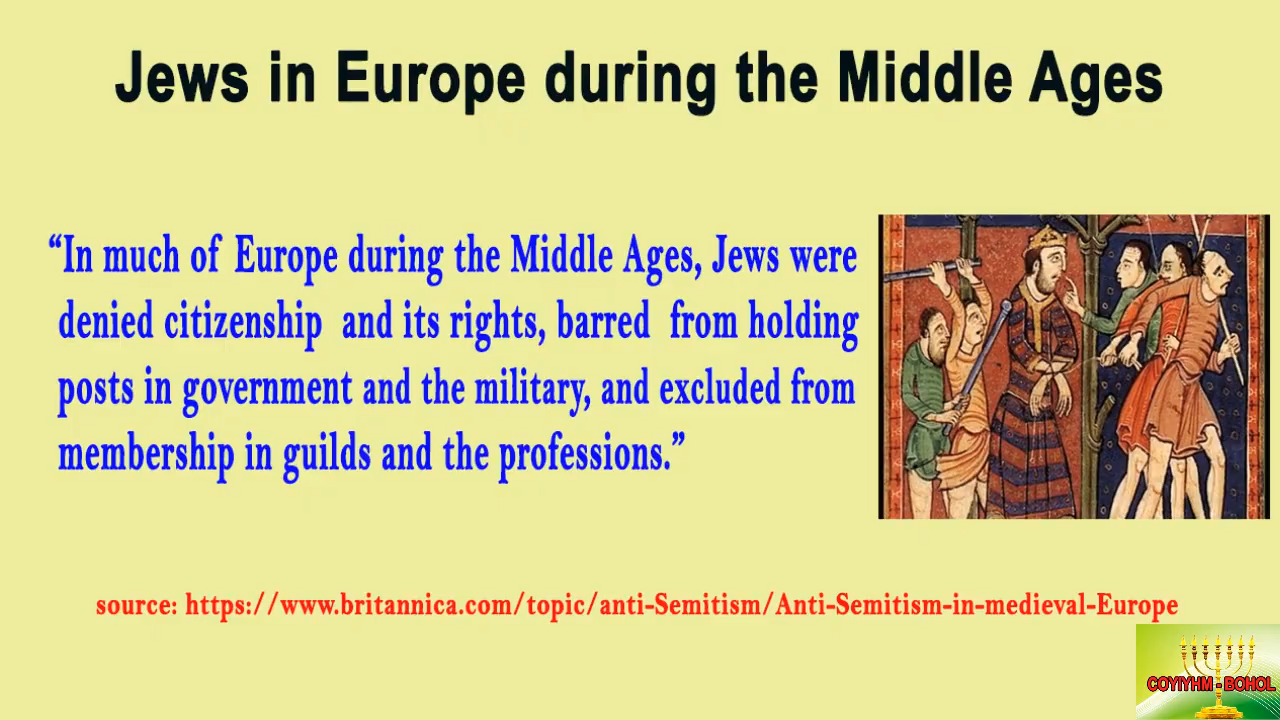 Jews in Europe during the Middle Ages
“In much of Europe during the Middle Ages, Jews were
denied citizenship and its rights, barred from holding
posts in government and the military, and excluded from
membership in guilds and the professions.”
source: https://www.britannica.com/topic/anti-Semitism/Anti-Semitism-in-medieval-Europe
COYIYHM - BOHOL